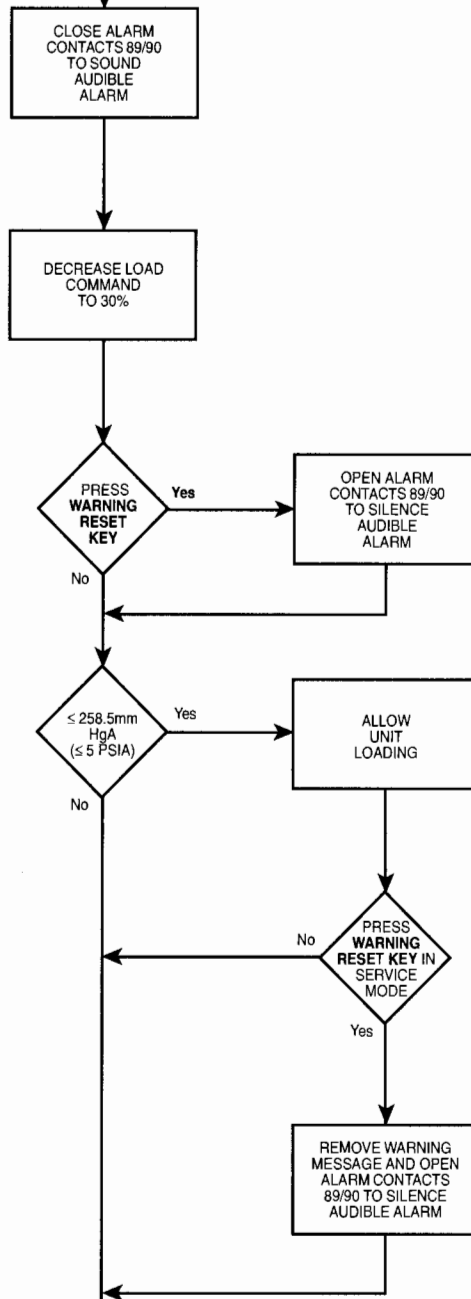 CLOSE ALARM
CONTACTS 89/90
TO SOUND
AUDIBLE
ALARM
DECREASE LOAD
COMMAND
TO 30%
PRESS
WARNING
RESET
KEY
Yes
No
OPEN ALARM
CONTACTS 89/90
TO SILENCE
AUDIBLE
ALARM
≤ 258.5mm
HgA
(≤ 5 PSIA)
Yes
No
ALLOW
UNIT
LOADING
PRESS
WARNING
RESET KEY IN
SERVICE
MODE
No
Yes
REMOVE WARNING
MESSAGE AND OPEN
ALARM CONTACTS
89/90 TO SILENCE
AUDIBLE ALARM